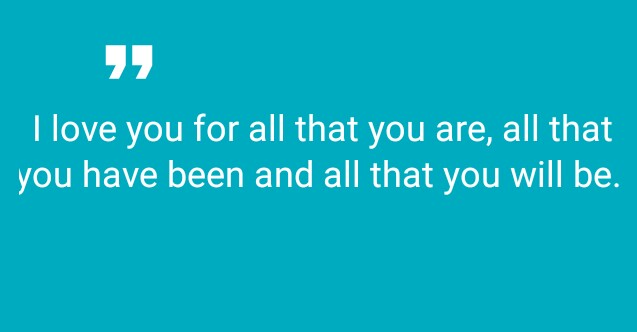 ”
I love you for all that you are, all that
you have been and all that you will be.